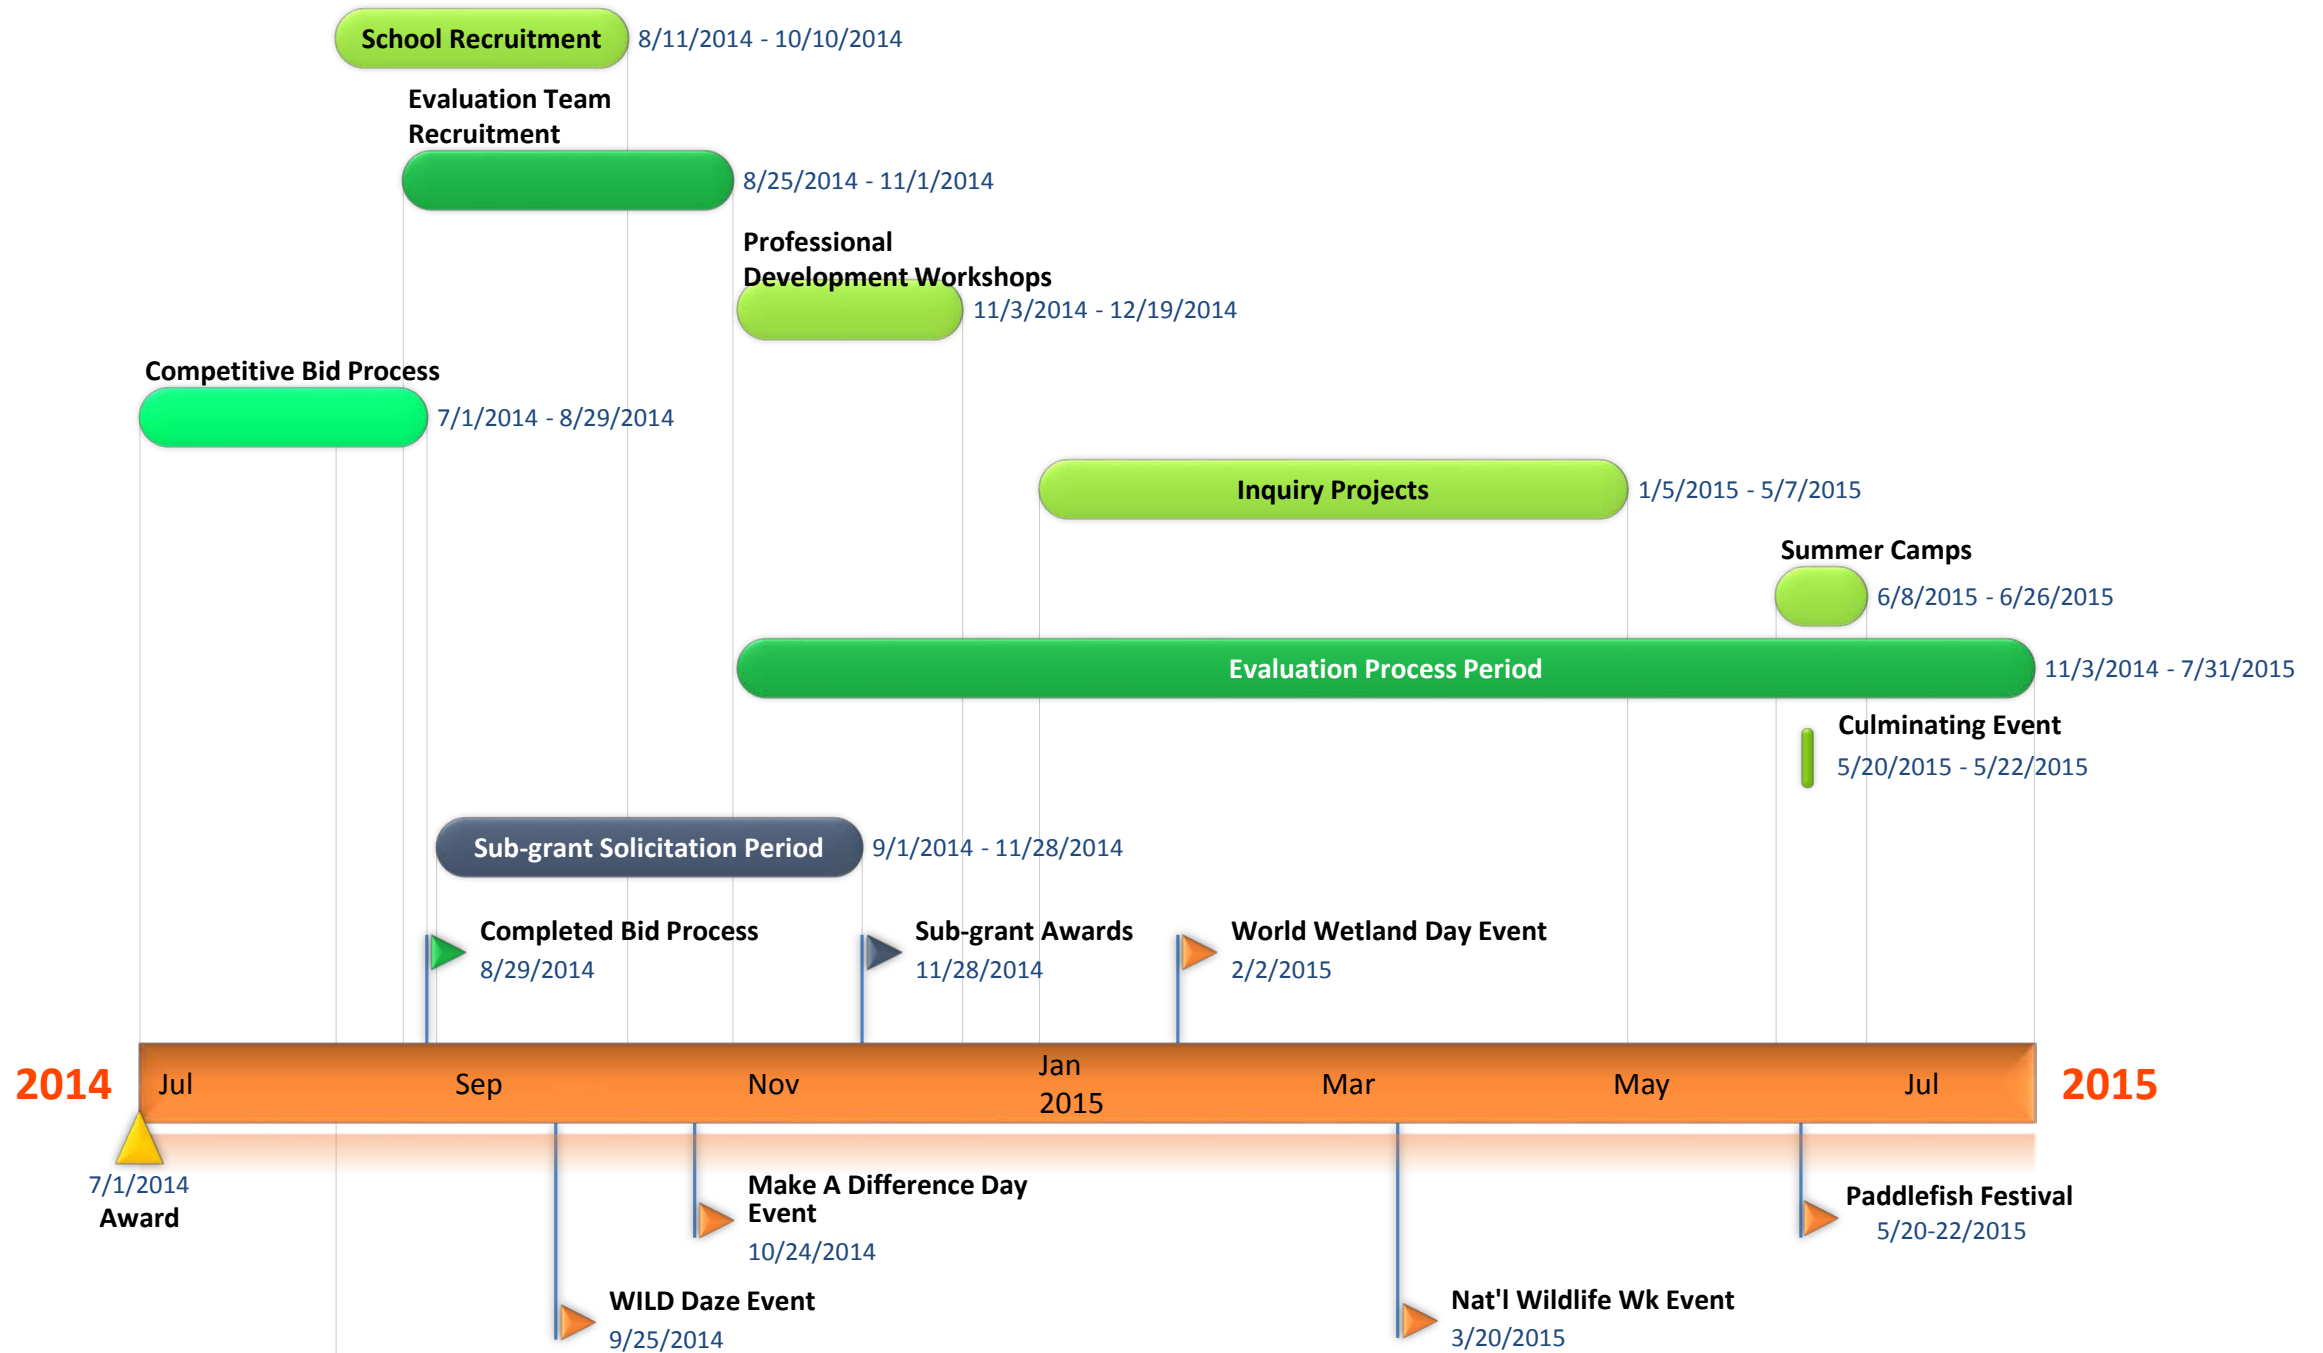 School Recruitment
8/11/2014 - 10/10/2014
Evaluation Team
Recruitment
8/25/2014 - 11/1/2014
Professional
Development Workshops
11/3/2014 - 12/19/2014
Competitive Bid Process
7/1/2014 - 8/29/2014
Inquiry Projects
1/5/2015 - 5/7/2015
Summer Camps
6/8/2015 - 6/26/2015
Evaluation Process Period
11/3/2014 - 7/31/2015
Culminating Event
5/20/2015 - 5/22/2015
Sub-grant Solicitation Period
9/1/2014 - 11/28/2014
Completed Bid Process
8/29/2014
Sub-grant Awards
11/28/2014
World Wetland Day Event
2/2/2015
2014
Jul
Sep
Nov
Jan
2015
Mar
May
Jul
2015
7/1/2014
Award
Make A Difference Day
Event
10/24/2014
Paddlefish Festival
5/20-22/2015
WILD Daze Event
9/25/2014
Nat'l Wildlife Wk Event
3/20/2015